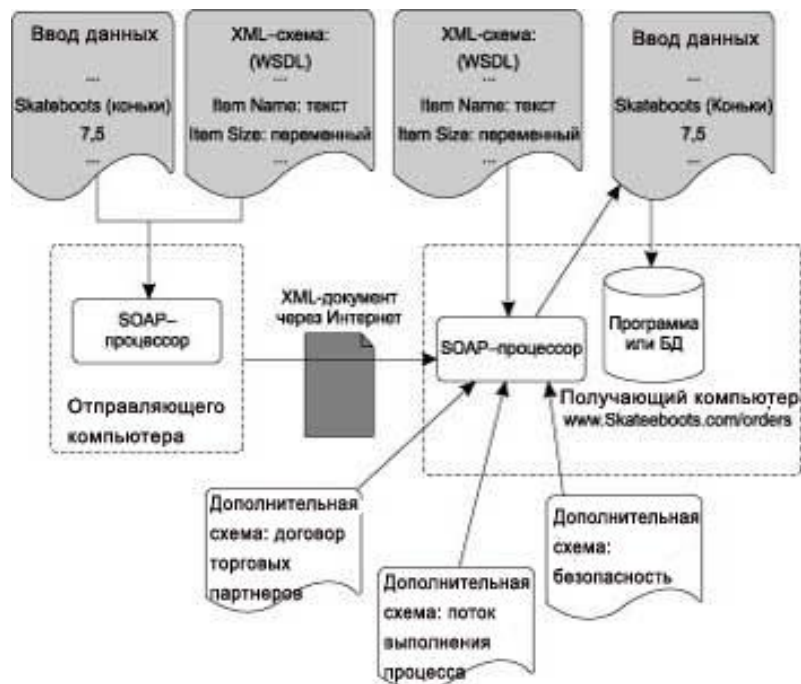 Ввод данных
...
Skateboots (коньки)
7,5
...
XML–схема:
(WSDL)
...
Item Name: текст
Item Size: переменный
...
XML-схема:
(WSDL)
...
Item Name: текст
Item Size: переменный
...
Ввод данных
...
Skateboots (Коньки)
7,5
...
SOAP–
процессор
Отправляющего
компьютера
XML-документ
через Интернет
SOAP–процессор
Программа
или БД
Получающий компьютер
www.Skateeboots.com/orders
Дополнительная
схема: договор
торговых
партнеров
Дополнительная
схема: поток
выполнения
процесса
Дополнительная
схема:
безопасность